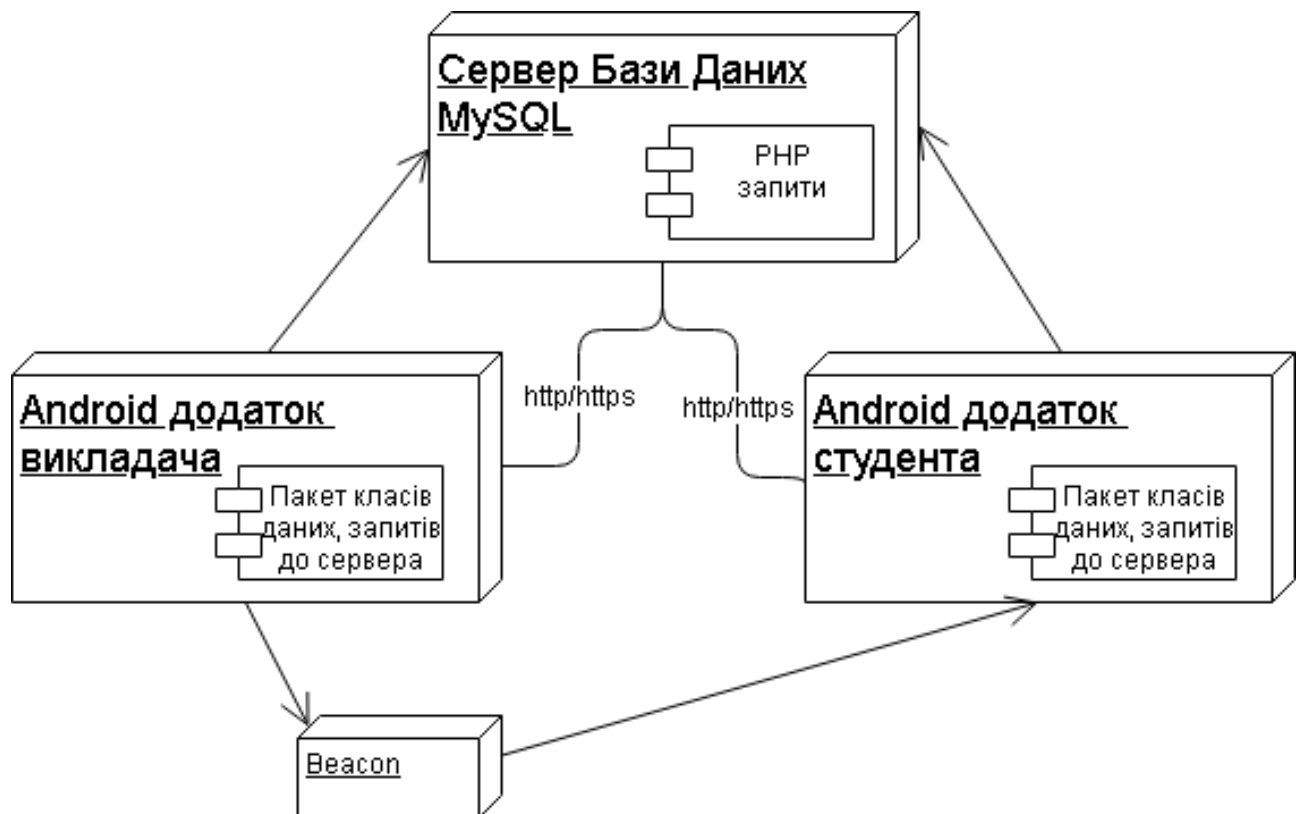 Сервер Бази Даних
MySQL
PHP
запити
http/https
http/https
Android додаток
викладача
Пакет класів
даних, запитів
до сервера
Android додаток
студента
Пакет класів
даних, запитів
до сервера
Beacon